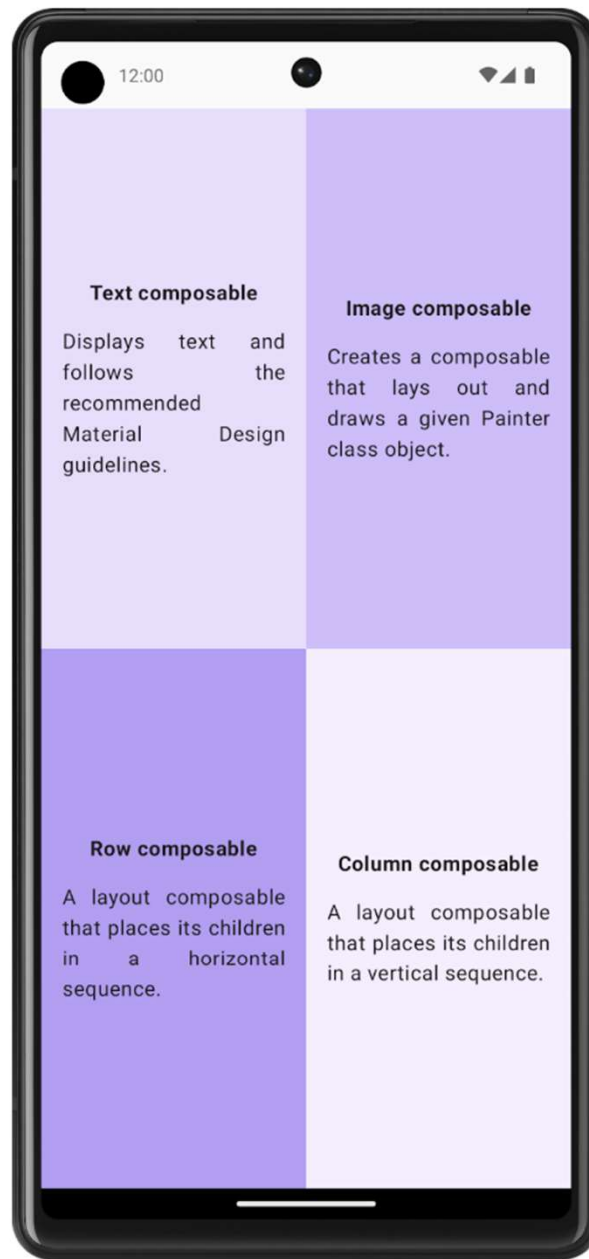 12:00
Text composable
Displays text and
follows the
recommended
Material Design
guidelines.
Image composable
Creates a composable
that lays out and
draws a given Painter
class object.
Row composable
A layout composable
that places its children
in a horizontal
sequence.
Column composable
A layout composable
that places its children
in a vertical sequence.